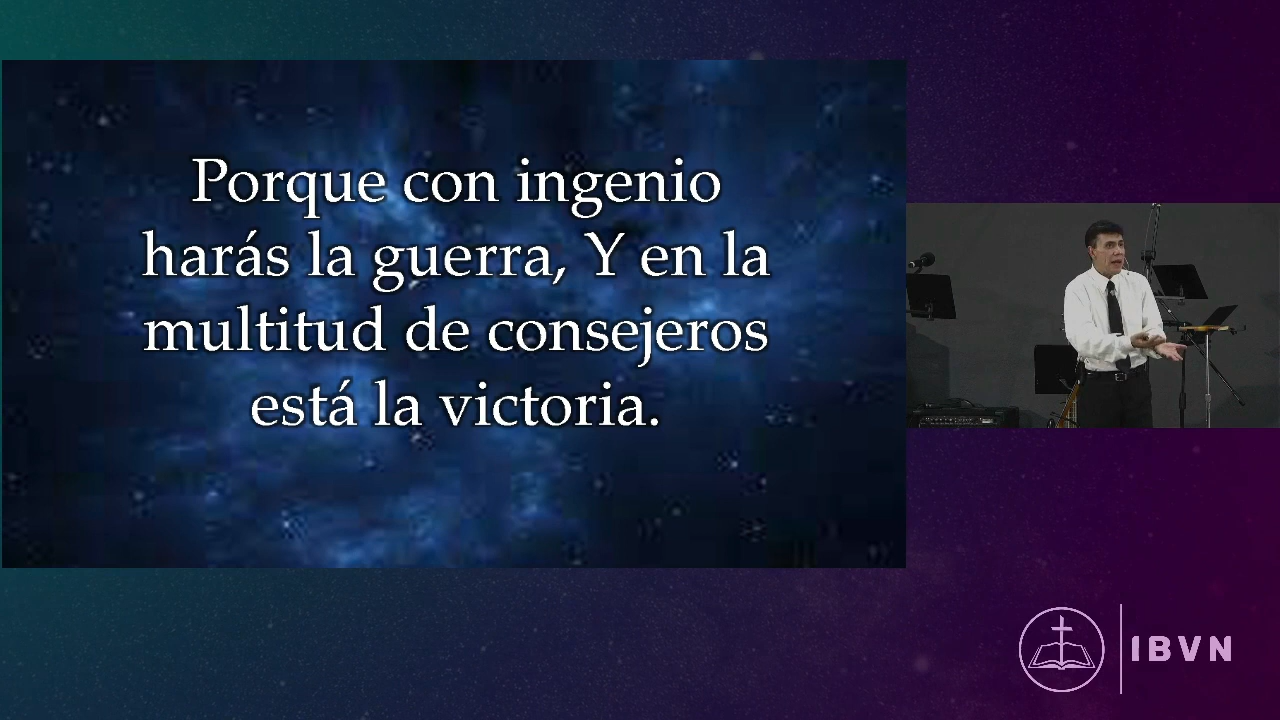 Porque con ingenio
harás la guerra, Y en la
multitud de consejeros
está la victoria.
IBVN